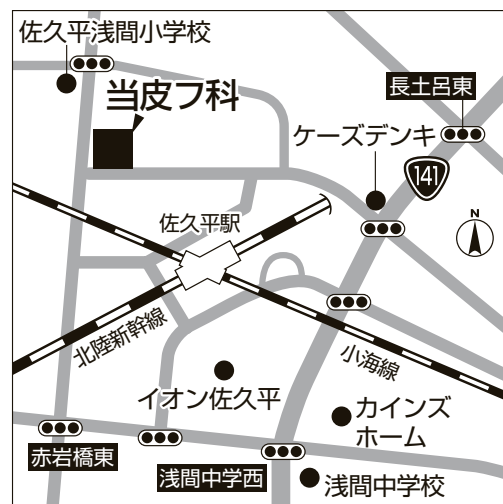 佐久平浅間小学校
長土呂東
当皮フ科
ケーズデンキ
141
佐久平駅
N
北陸新幹線
小海線
イオン佐久平
カインズ
ホーム
赤岩橋東
浅間中学西
浅間中学校